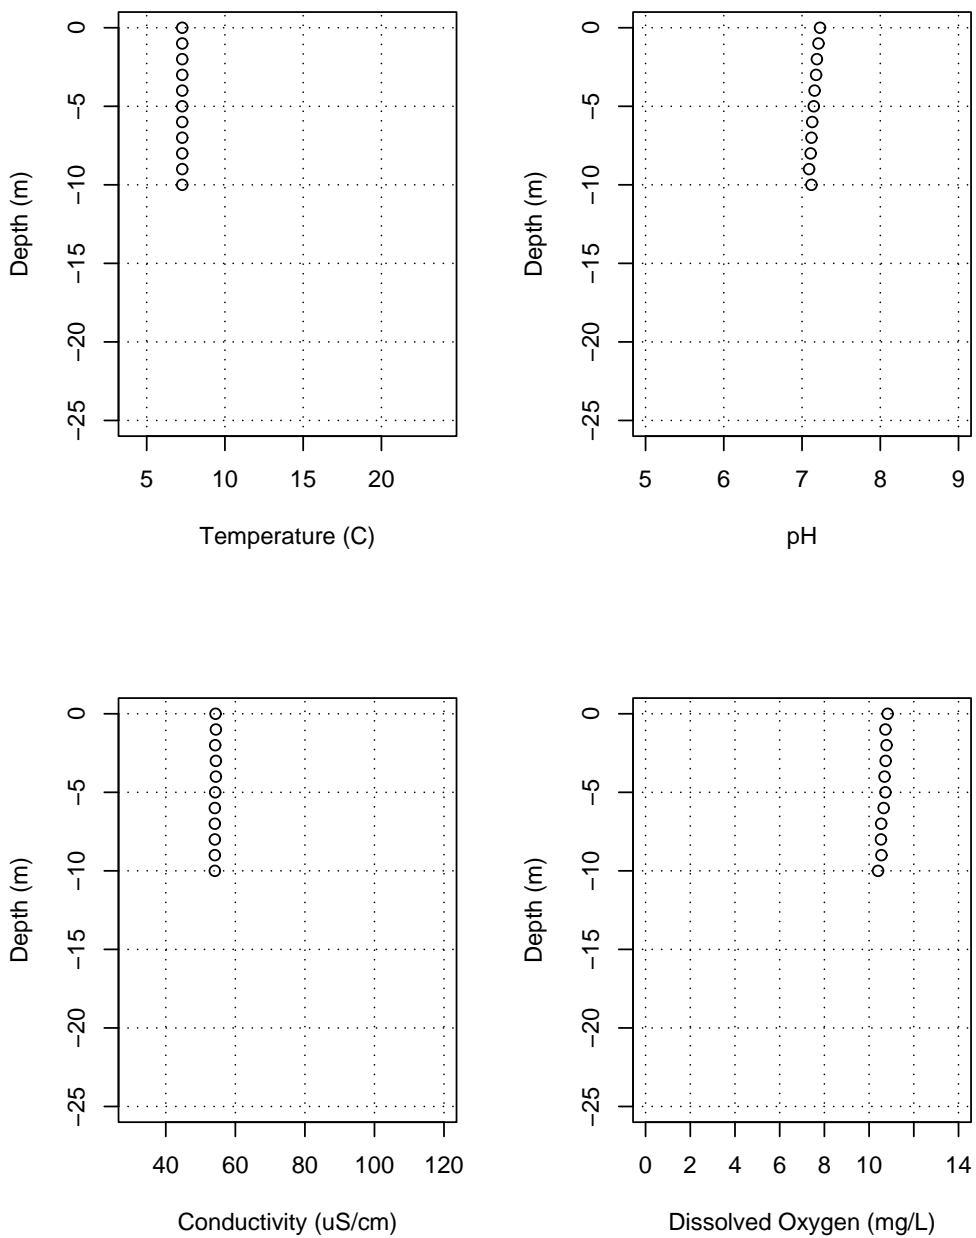 0
−5
−10
−15
−20
−25
Depth (m)
5 10 15 20
Temperature (C)
0
−5
−10
−15
−20
−25
Depth (m)
5 6 7 8 9
pH
0
−5
−10
−15
−20
−25
Depth (m)
40 60 80 100 120
Conductivity (uS/cm)
0
−5
−10
−15
−20
−25
Depth (m)
0 2 4 6 8 10 14
Dissolved Oxygen (mg/L)